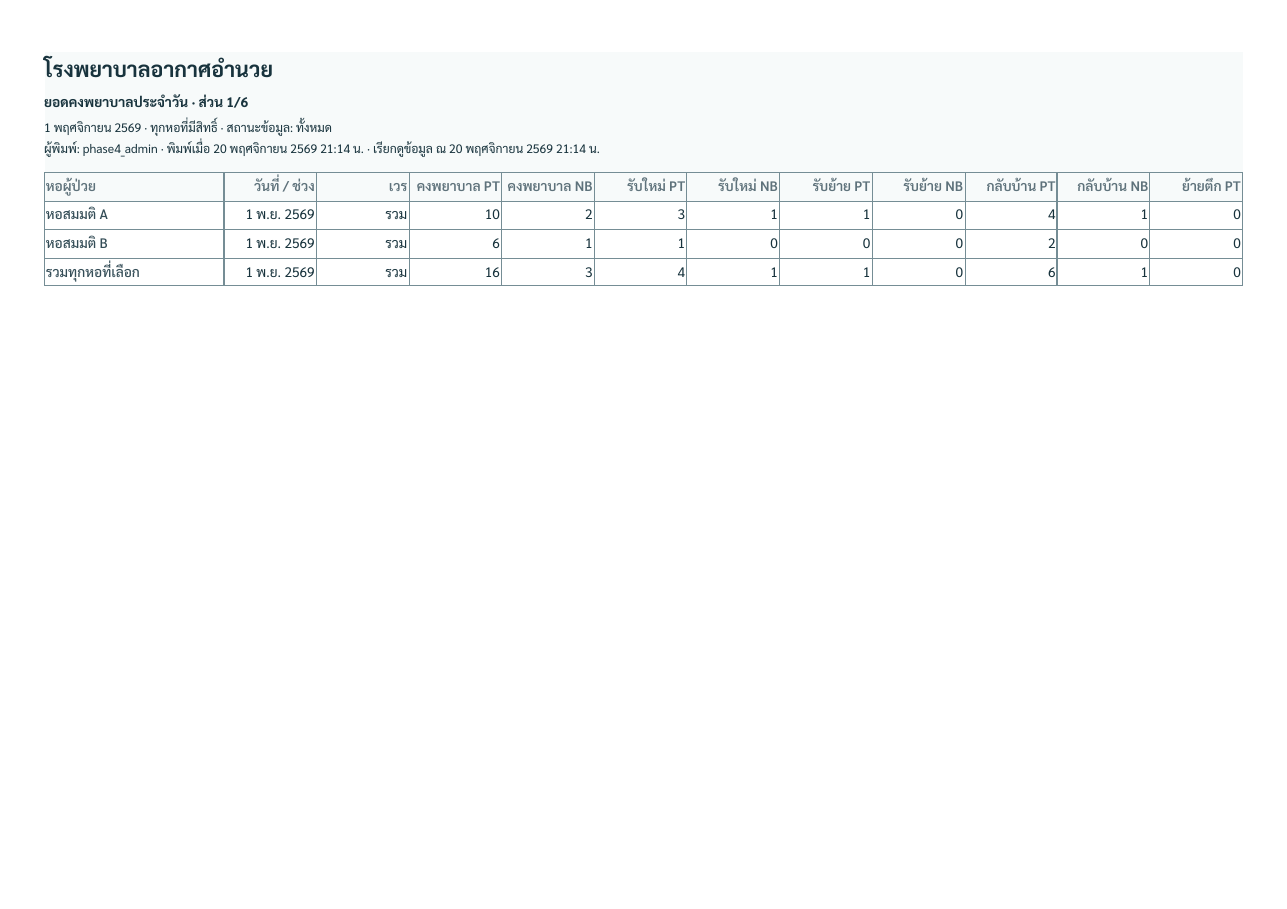 โรงพยาบาลอากาศอำนวย
ยอดคงพยาบาลประจำวัน · ส่วน 1/6
1 พฤศจิกายน 2569 · ทุกหอที่มีสิทธิ์ · สถานะข้อมูล: ทั้งหมด
ผู้พิมพ์: phase4_admin · พิมพ์เมื่อ 20 พฤศจิกายน 2569 21:14 น. · เรียกดูข้อมูล ณ 20 พฤศจิกายน 2569 21:14 น.
หอผู้ป่วย วันที่ / ช่วง เวร คงพยาบาล PT คงพยาบาล NB รับใหม่ PT รับใหม่ NB รับย้าย PT รับย้าย NB กลับบ้าน PT กลับบ้าน NB ย้ายตึก PT
หอสมมติ A 1 พ.ย. 2569 รวม 10 2 3 1 1 0 4 1 0
หอสมมติ B 1 พ.ย. 2569 รวม 6 1 1 0 0 0 2 0 0
รวมทุกหอที่เลือก 1 พ.ย. 2569 รวม 16 3 4 1 1 0 6 1 0